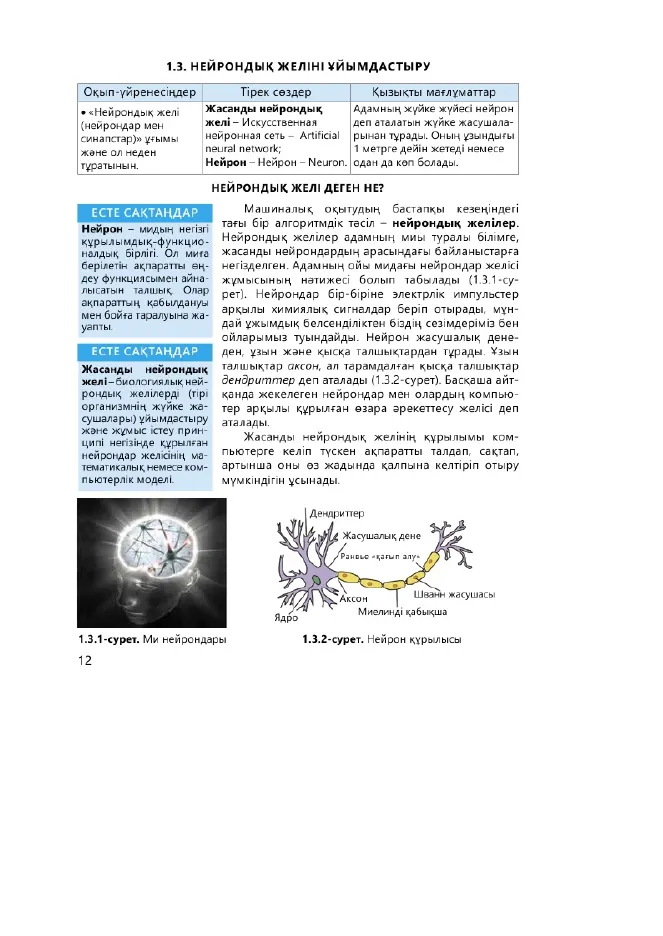 1.3. НЕЙРОНДЫҚ ЖЕЛІНІ ҰЙЫМДАСТЫРУ
Оқып-үйренесіңдер
• «Нейрондық желі
(нейрондар мен
синапстар)» ұғымы
және ол неден
тұратынын.
Тірек сөздер
Жасанды нейрондық
желі – Искусственная
нейронная сеть – Artificial
neural network;
Нейрон – Нейрон – Neuron.
Қызықты мағлұматтар
Адамның жүйке жүйесі нейрон
деп аталатын жүйке жасушала-
рынан тұрады. Оның ұзындығы
1 метрге дейін жетеді немесе
одан да көп болады.
НЕЙРОНДЫҚ ЖЕЛІ ДЕГЕН НЕ?
ЕСТЕ САҚТАҢДАР
Нейрон – мидың негізгі
құрылымдық-функцио-
налдық бірлігі. Ол миға
берілетін ақпаратты өң-
деу функциясымен айна-
лысатын талшық. Олар
ақпараттың қабылдануы
мен бойға таралуына жа-
уапты.
ЕСТЕ САҚТАҢДАР
Жасанды нейрондық
желі – биологиялық ней-
рондық желілерді (тірі
организмнің жүйке жа-
сушалары) ұйымдастыру
және жұмыс істеу прин-
ципі негізінде құрылған
нейрондар желісінің ма-
тематикалық немесе ком-
пьютерлік моделі.
Машиналық оқытудың бастапқы кезеңіндегі
тағы бір алгоритмдік тәсіл – нейрондық желілер.
Нейрондық желілер адамның миы туралы білімге,
жасанды нейрондардың арасындағы байланыстарға
негізделген. Адамның ойы мидағы нейрондар желісі
жұмысының нәтижесі болып табылады (1.3.1-су-
рет). Нейрондар бір-біріне электрлік импульстер
арқылы химиялық сигналдар беріп отырады, мұн-
дай ұжымдық белсенділіктен біздің сезімдеріміз бен
ойларымыз туындайды. Нейрон жасушалық дене-
ден, ұзын және қысқа талшықтардан тұрады. Ұзын
талшықтар аксон, ал тарамдалған қысқа талшықтар
дендриттер деп аталады (1.3.2-сурет). Басқаша айт-
қанда жекелеген нейрондар мен олардың компью-
тер арқылы құрылған өзара әрекеттесу желісі деп
аталады.
Жасанды нейрондық желінің құрылымы ком-
пьютерге келіп түскен ақпаратты талдап, сақтап,
артынша оны өз жадында қалпына келтіріп отыру
мүмкіндігін ұсынады.
Дендриттер
Жасушалық дене
Ранвье «қағып алу»
Аксон
Шванн жасушасы
Миелинді қабықша
Ядро
1.3.1-сурет. Ми нейрондары
1.3.2-сурет. Нейрон құрылысы
12